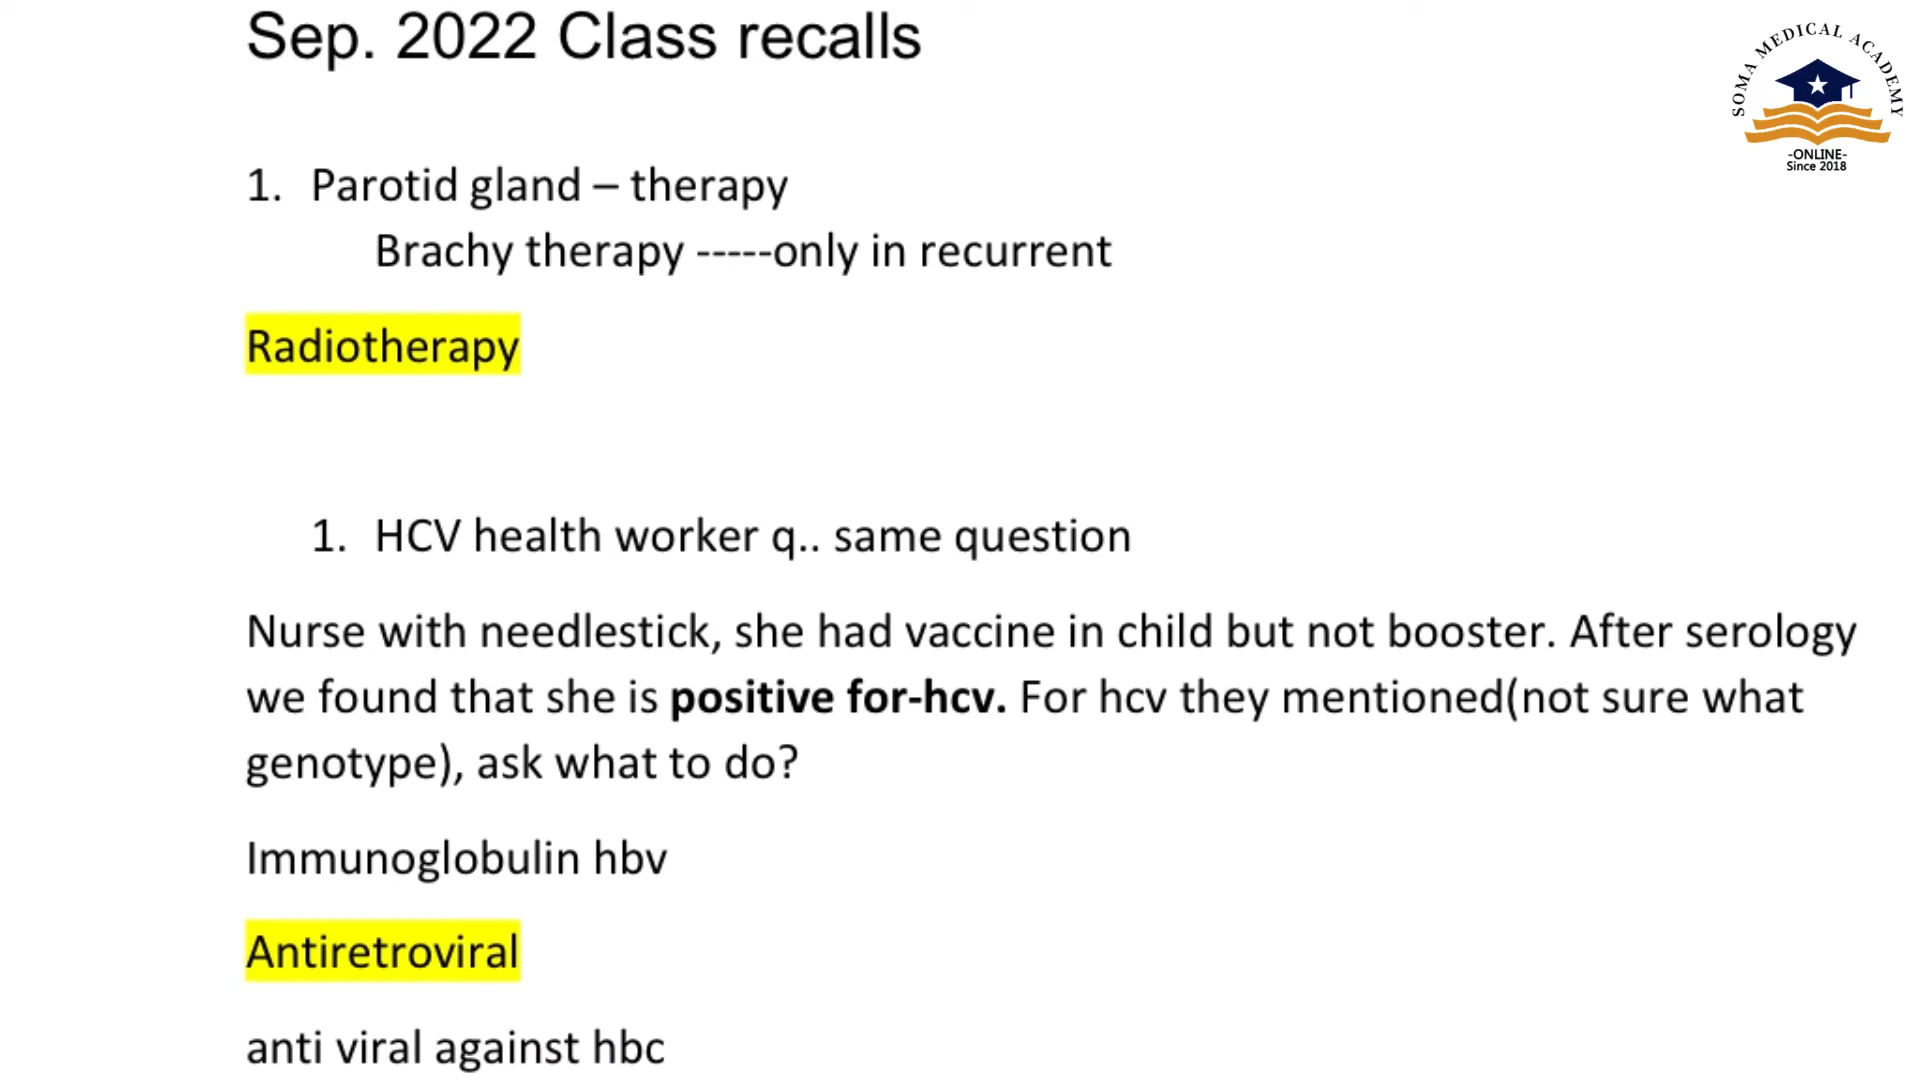 Sep. 2022 Class recalls
SOMA MEDICAL ACADEMY
-ONLINE-
Since 2018
1. Parotid gland – therapy
Brachy therapy -----only in recurrent
Radiotherapy
1. HCV health worker q.. same question
Nurse with needlestick, she had vaccine in child but not booster. After serology
we found that she is positive for-hcv. For hcv they mentioned(not sure what
genotype), ask what to do?
Immunoglobulin hbv
Antiretroviral
anti viral against hbc